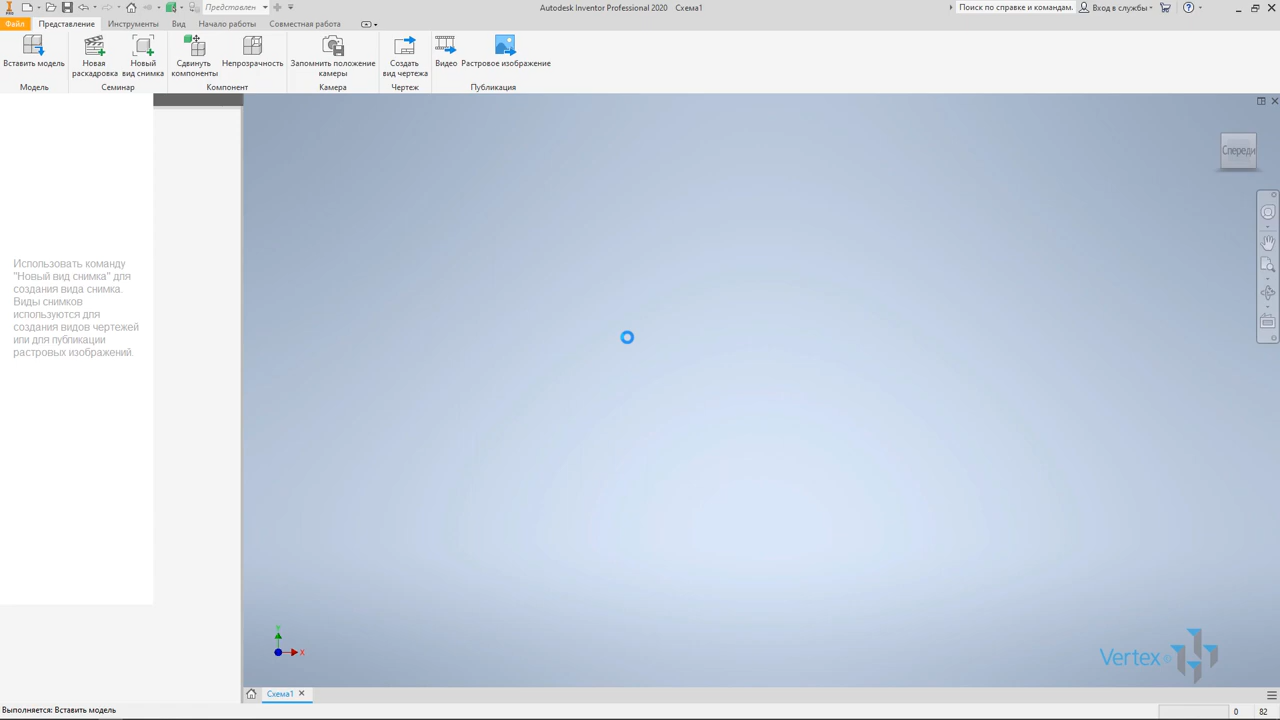 Представлен
Autodesk Inventor Professional 2020 Схема1
Поиск по справке и командам.
Вход в службы
Файл Представление Инструменты Вид Начало работы Совместная работа
Вставить модель
Новая раскадровка
Новый вид снимка
Сдвинуть компоненты
Непрозрачность
Запомнить положение камеры
Создать вид чертежа
Видео
Растровое изображение
Модель Семинар Компонент Камера Чертеж Публикация
Использовать команду
"Новый вид снимка" для
создания вида снимка.
Виды снимков
используются для
создания видов чертежей
или для публикации
растровых изображений.
Спереди
Y
X
Vertex
Схема1
Выполняется: Вставить модель
0 82